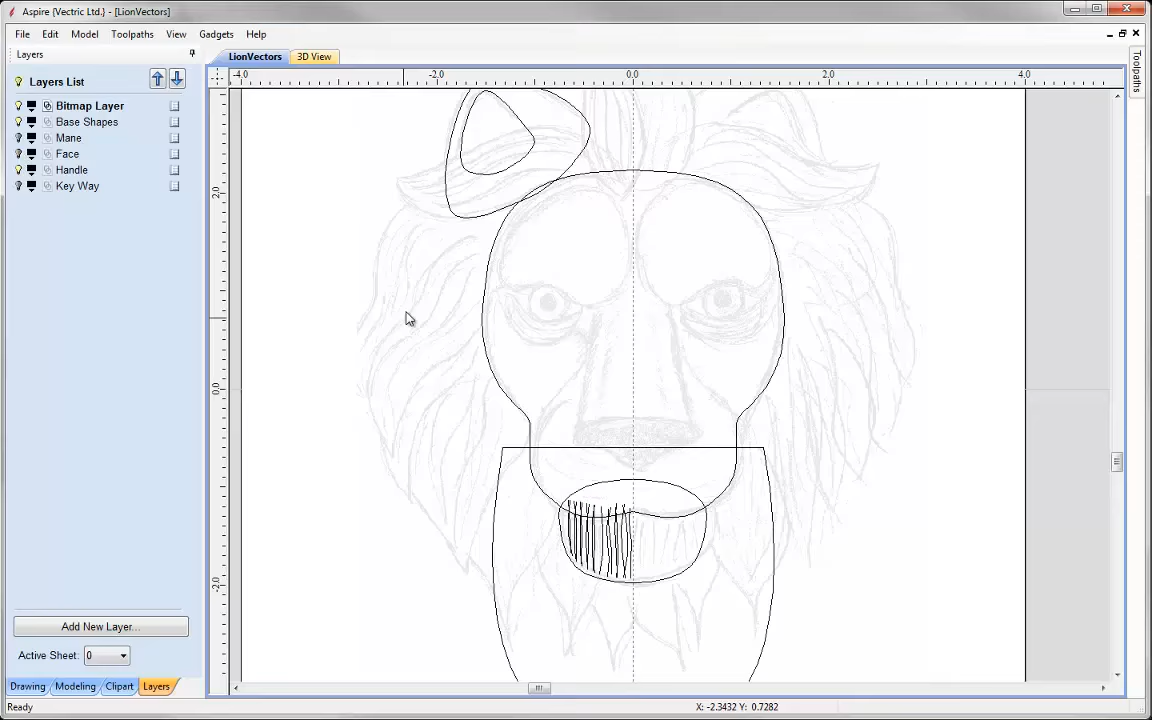 Aspire {Vectric Ltd.} - [LionVectors]
File Edit Model Toolpaths View Gadgets Help
Layers
LionVectors 3D View
Layers List
Bitmap Layer
Base Shapes
Mane
Face
Handle
Key Way
-4.0 -2.0 0.0 2.0 4.0
2.0
0.0
-2.0
Toolpaths
Add New Layer...
Active Sheet: 0
Drawing Modeling Clipart Layers
Ready X: -2.3432 Y: 0.7282